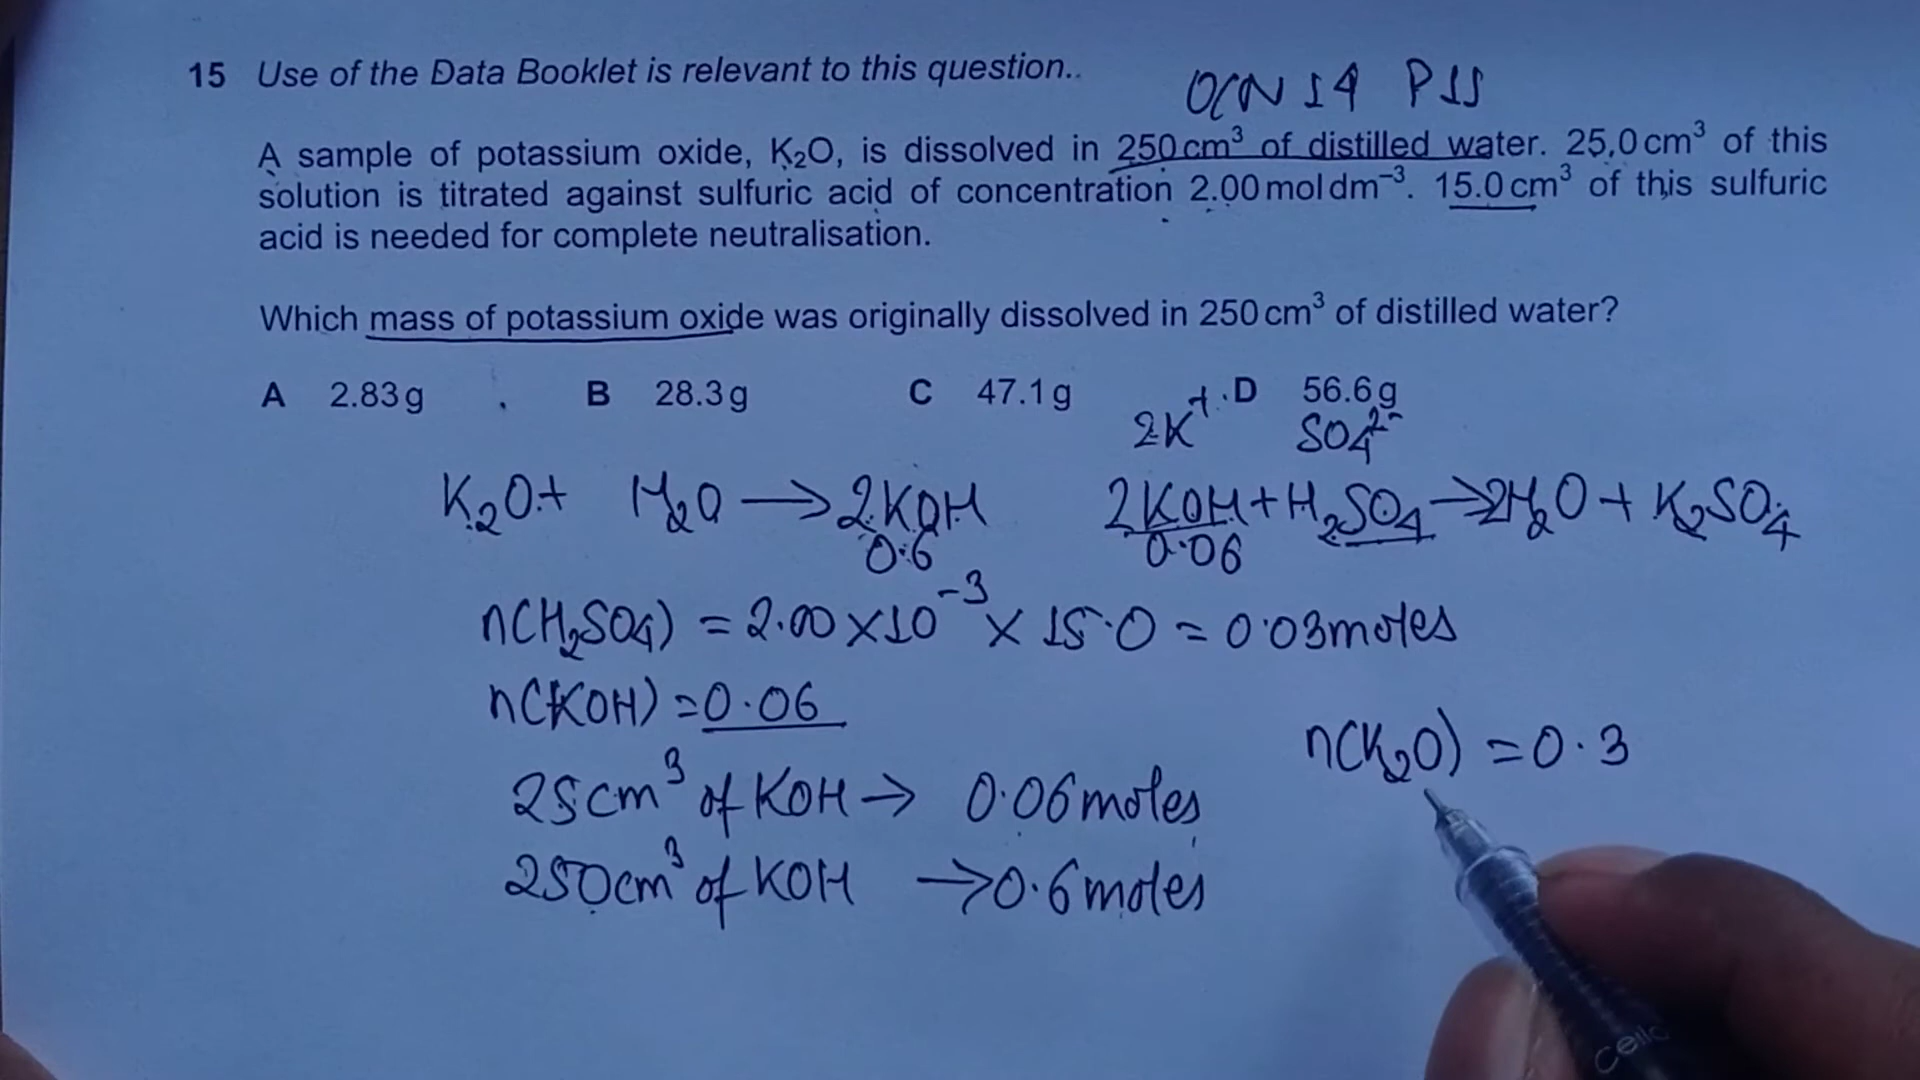 15 Use of the Data Booklet is relevant to this question..
O/N 14 P11
A sample of potassium oxide, K₂O, is dissolved in 250 cm³ of distilled water. 25.0 cm³ of this
solution is titrated against sulfuric acid of concentration 2.00 mol dm⁻³. 15.0 cm³ of this sulfuric
acid is needed for complete neutralisation.
Which mass of potassium oxide was originally dissolved in 250 cm³ of distilled water?
A 2.83 g B 28.3 g C 47.1 g D 56.6 g
2K⁺ SO₄²⁻
K₂O + H₂O → 2KOH 2KOH + H₂SO₄ → 2H₂O + K₂SO₄
0.6 0.06
n(H₂SO₄) = 2.00 × 10⁻³ × 15.0 = 0.03 moles
n(KOH) = 0.06
n(K₂O) = 0.3
25cm³ of KOH → 0.06 moles
250cm³ of KOH → 0.6 moles
Cello